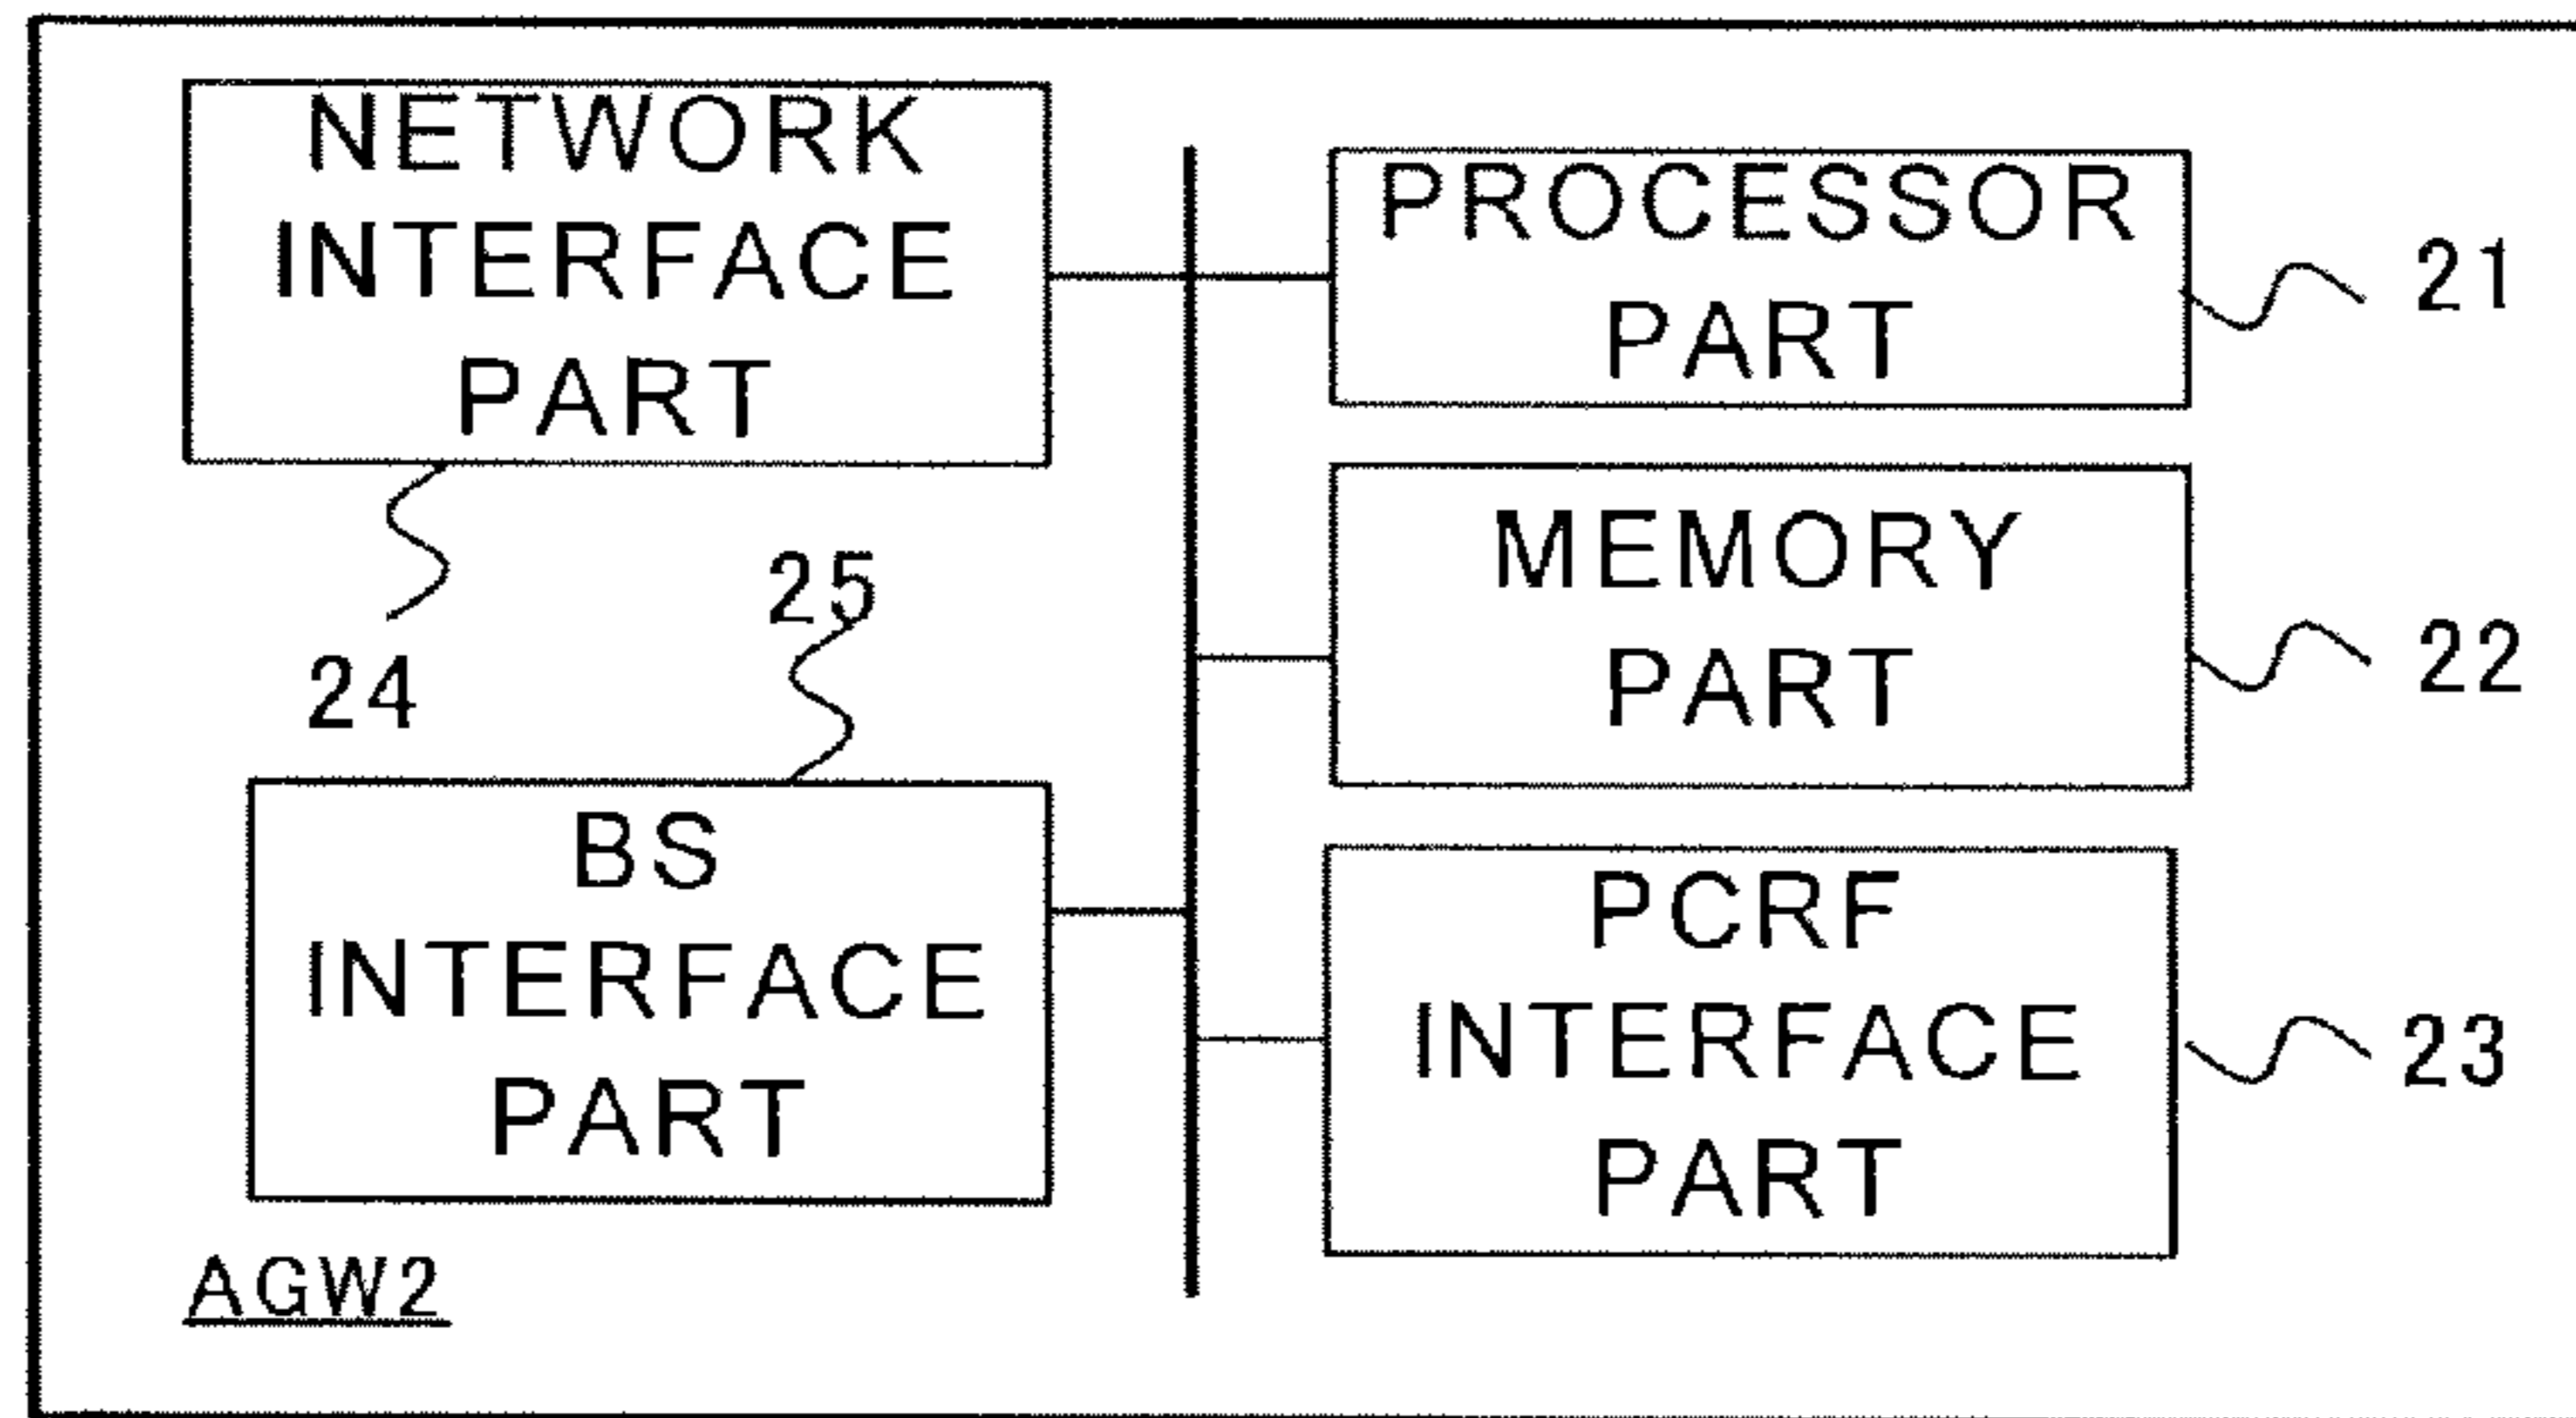 NETWORK
INTERFACE
PART
24
25
BS
INTERFACE
PART
AGW2
PROCESSOR
PART
21
MEMORY
PART
22
PCRF
INTERFACE
PART
23